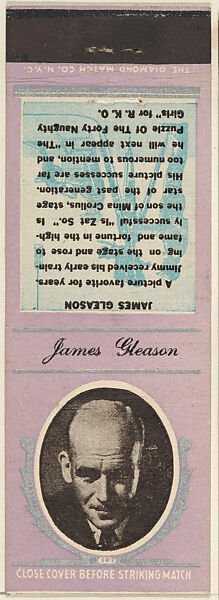 THE DIAMOND MATCH CO. N.Y.C.
JAMES GLEASON
A picture favorite for years.
Jimmy received his early train-
ing on the stage and rose to
fame and fortune in the high-
ly successful "Is Zat So." Is
the son of Mina Crolius, stage
star of the past generation.
His picture successes are far
too numerous to mention, and
he next appear in "The
Puzzle Of The Forty Naughty
Girls" for R. K. O.
James Gleason
CLOSE COVER BEFORE STRIKING MATCH